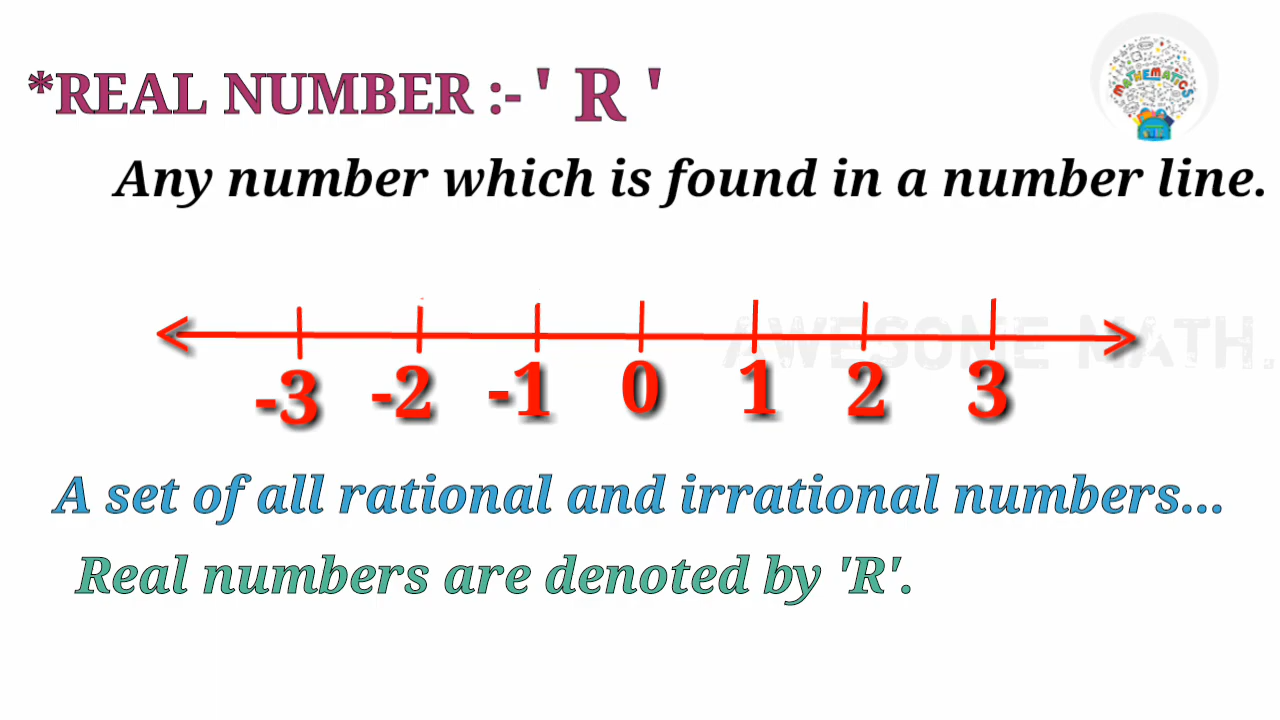 *REAL NUMBER :- ' R '
MATHEMATICS
Any number which is found in a number line.
AWESOME MATH.
-3 -2 -1 0 1 2 3
A set of all rational and irrational numbers...
Real numbers are denoted by 'R'.